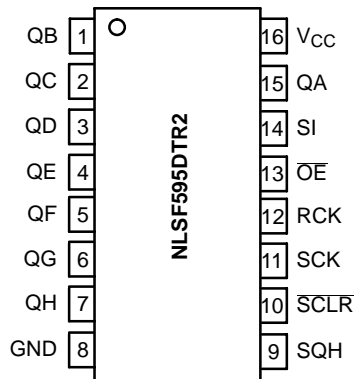 QB 1 16 VCC
QC 2 15 QA
QD 3 14 SI
QE 4 13 OE
QF 5 12 RCK
QG 6 11 SCK
QH 7 10 SCLR
GND 8 9 SQH
NLSF595DTR2